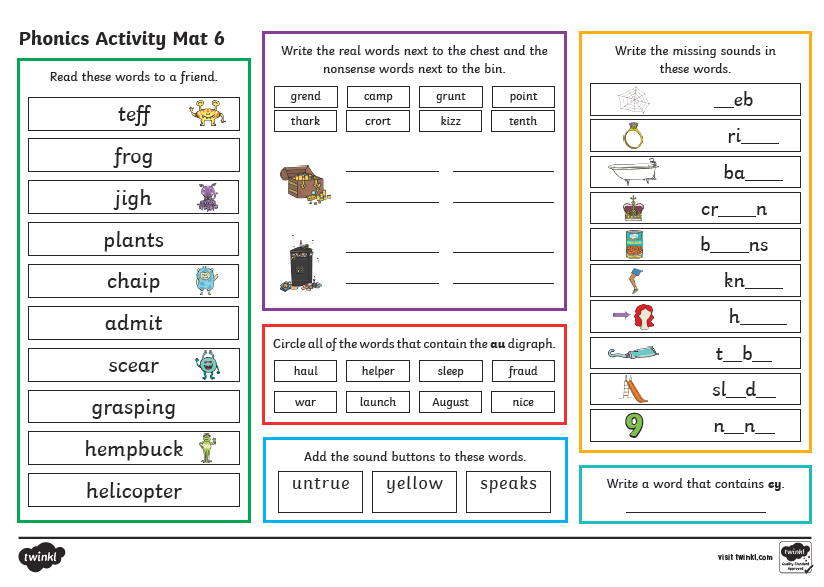 Phonics Activity Mat 6
Read these words to a friend.
teff
frog
jigh
plants
chaip
admit
scear
grasping
hempbuck
helicopter
Write the real words next to the chest and the
nonsense words next to the bin.
grend camp grunt point
thark crort kizz tenth
Circle all of the words that contain the au digraph.
haul helper sleep fraud
war launch August nice
Add the sound buttons to these words.
untrue yellow speaks
Write the missing sounds in
these words.
__eb
ri____
ba____
cr____n
b____ns
kn____
h_____
t__b__
sl__d__
9 n__n__
Write a word that contains ey.
_______________
twinkl
visit twinkl.com
twinkl
Quality Standard
Approved